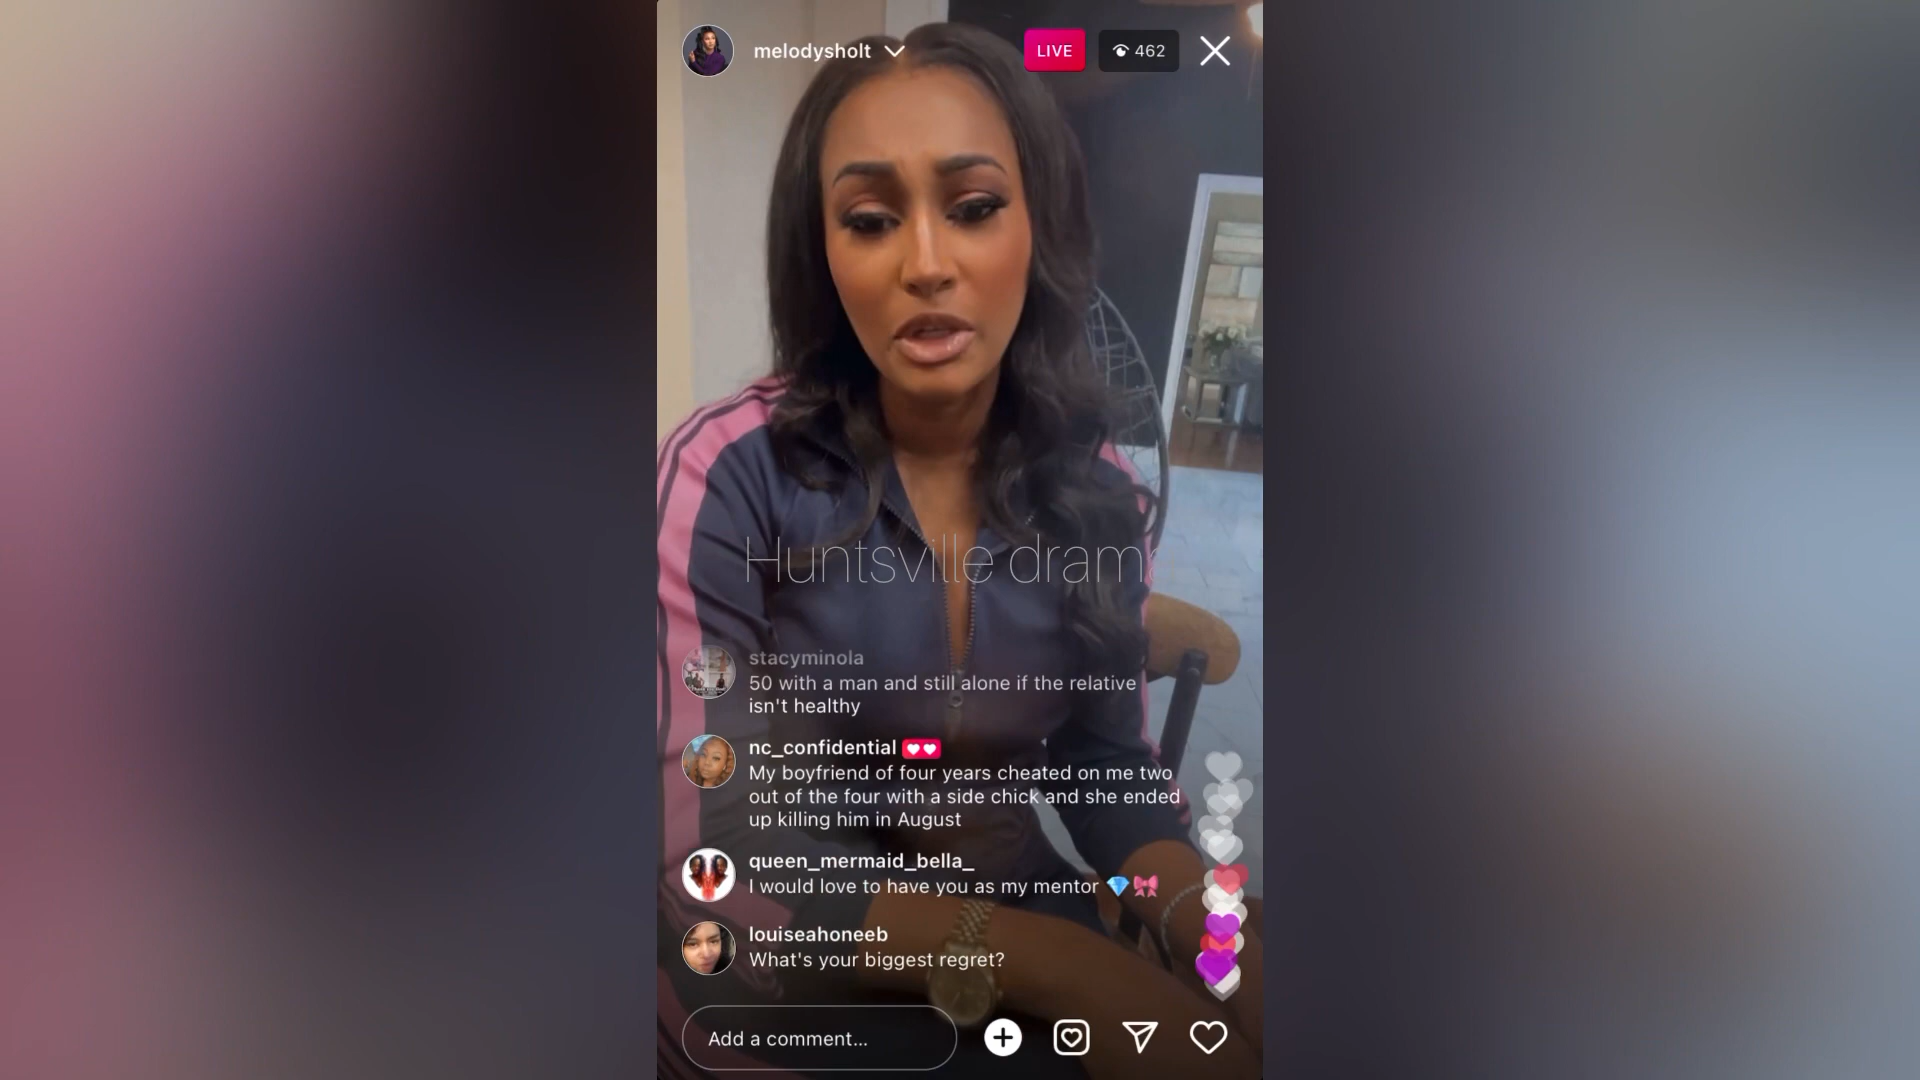 melodysholt
LIVE
462
Huntsville drama
stacyminola
50 with a man and still alone if the relative
isn't healthy
nc_confidential
My boyfriend of four years cheated on me two
out of the four with a side chick and she ended
up killing him in August
queen_mermaid_bella_
I would love to have you as my mentor 💎🎀
louiseahoneeb
What's your biggest regret?
Add a comment...